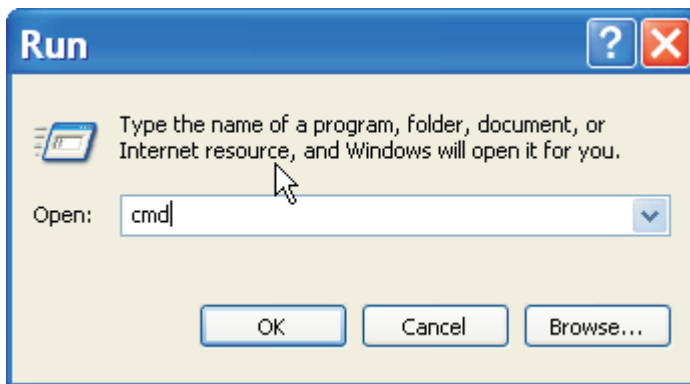 Run
Type the name of a program, folder, document, or
Internet resource, and Windows will open it for you.
Open: cmd
OK Cancel Browse...